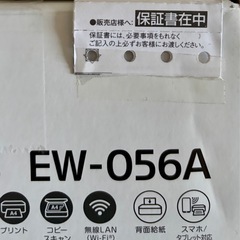 ●販売店様へ:
保証書在中
保証書には、必要事項をもれなく
ご記入の上必ずお客様にお渡しください。
EW-056A
A4
プリント
A4
コピー
スキャン
無線LAN
(Wi-Fi®)
背面給紙
スマホ/
タブレット対応